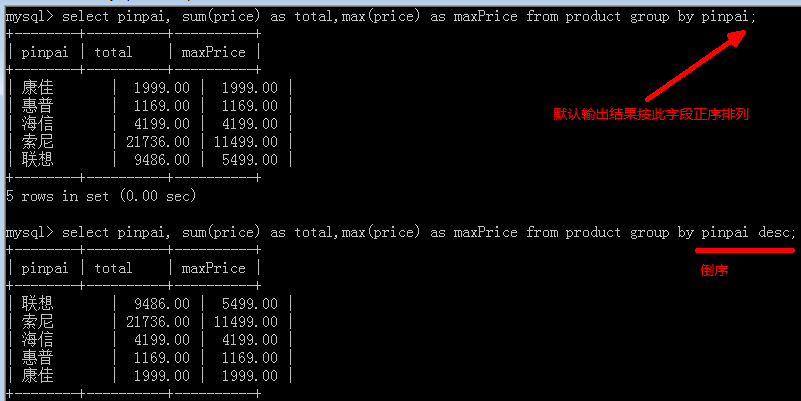 mysql> select pinpai, sum(price) as total,max(price) as maxPrice from product group by pinpai;
+--------+----------+----------+
| pinpai | total    | maxPrice |
+--------+----------+----------+
| 康佳      |  1999.00 |  1999.00 |
| 惠普      |  1169.00 |  1169.00 |
| 海信      |  4199.00 |  4199.00 |
| 索尼      | 21736.00 | 11499.00 |
| 联想      |  9486.00 |  5499.00 |
+--------+----------+----------+
5 rows in set (0.00 sec)
默认输出结果按此字段正序排列
mysql> select pinpai, sum(price) as total,max(price) as maxPrice from product group by pinpai desc;
+--------+----------+----------+
| pinpai | total    | maxPrice |
+--------+----------+----------+
| 联想      |  9486.00 |  5499.00 |
| 索尼      | 21736.00 | 11499.00 |
| 海信      |  4199.00 |  4199.00 |
| 惠普      |  1169.00 |  1169.00 |
| 康佳      |  1999.00 |  1999.00 |
+--------+----------+----------+
倒序